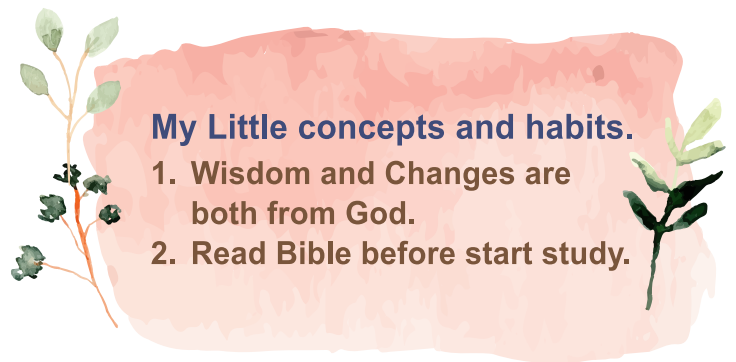 My Little concepts and habits.
1. Wisdom and Changes are
both from God.
2. Read Bible before start study.